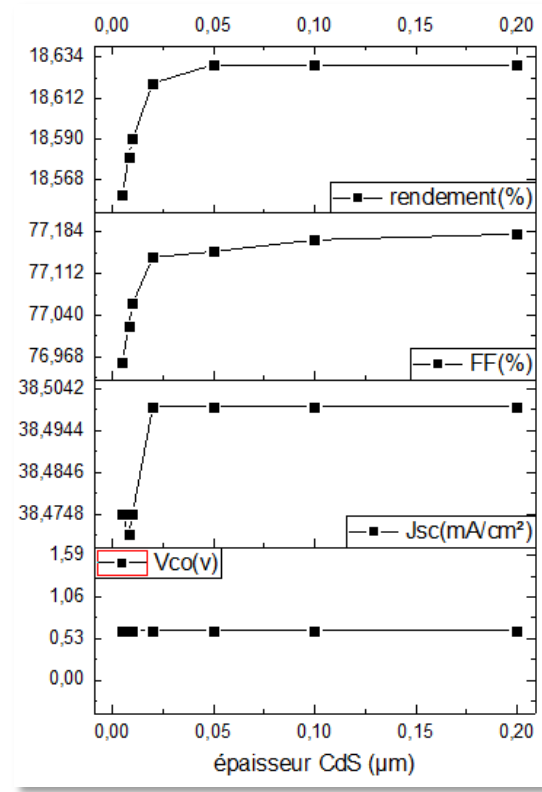 0,00 0,05 0,10 0,15 0,20
18,634
18,612
18,590
18,568
rendement(%)
77,184
77,112
77,040
76,968
FF(%)
38,5042
38,4944
38,4846
38,4748
Jsc(mA/cm²)
1,59
Vco(v)
1,06
0,53
0,00
0,00 0,05 0,10 0,15 0,20
épaisseur CdS (µm)